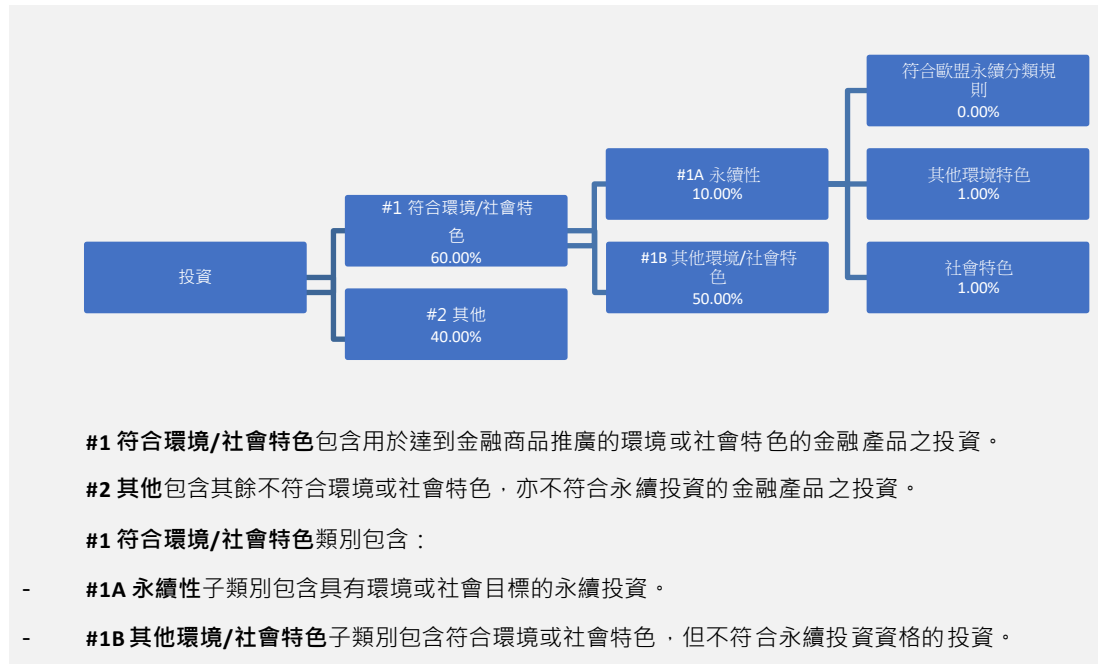 投資
#1 符合環境/社會特
色
60.00%
#2 其他
40.00%
#1A 永續性
10.00%
#1B 其他環境/社會特
色
50.00%
符合歐盟永續分類規
則
0.00%
其他環境特色
1.00%
社會特色
1.00%
#1 符合環境/社會特色包含用於達到金融商品推廣的環境或社會特色的金融產品之投資。
#2 其他包含其餘不符合環境或社會特色，亦不符合永續投資的金融產品之投資。
#1 符合環境/社會特色類別包含：
- #1A 永續性子類別包含具有環境或社會目標的永續投資。
- #1B 其他環境/社會特色子類別包含符合環境或社會特色，但不符合永續投資資格的投資。